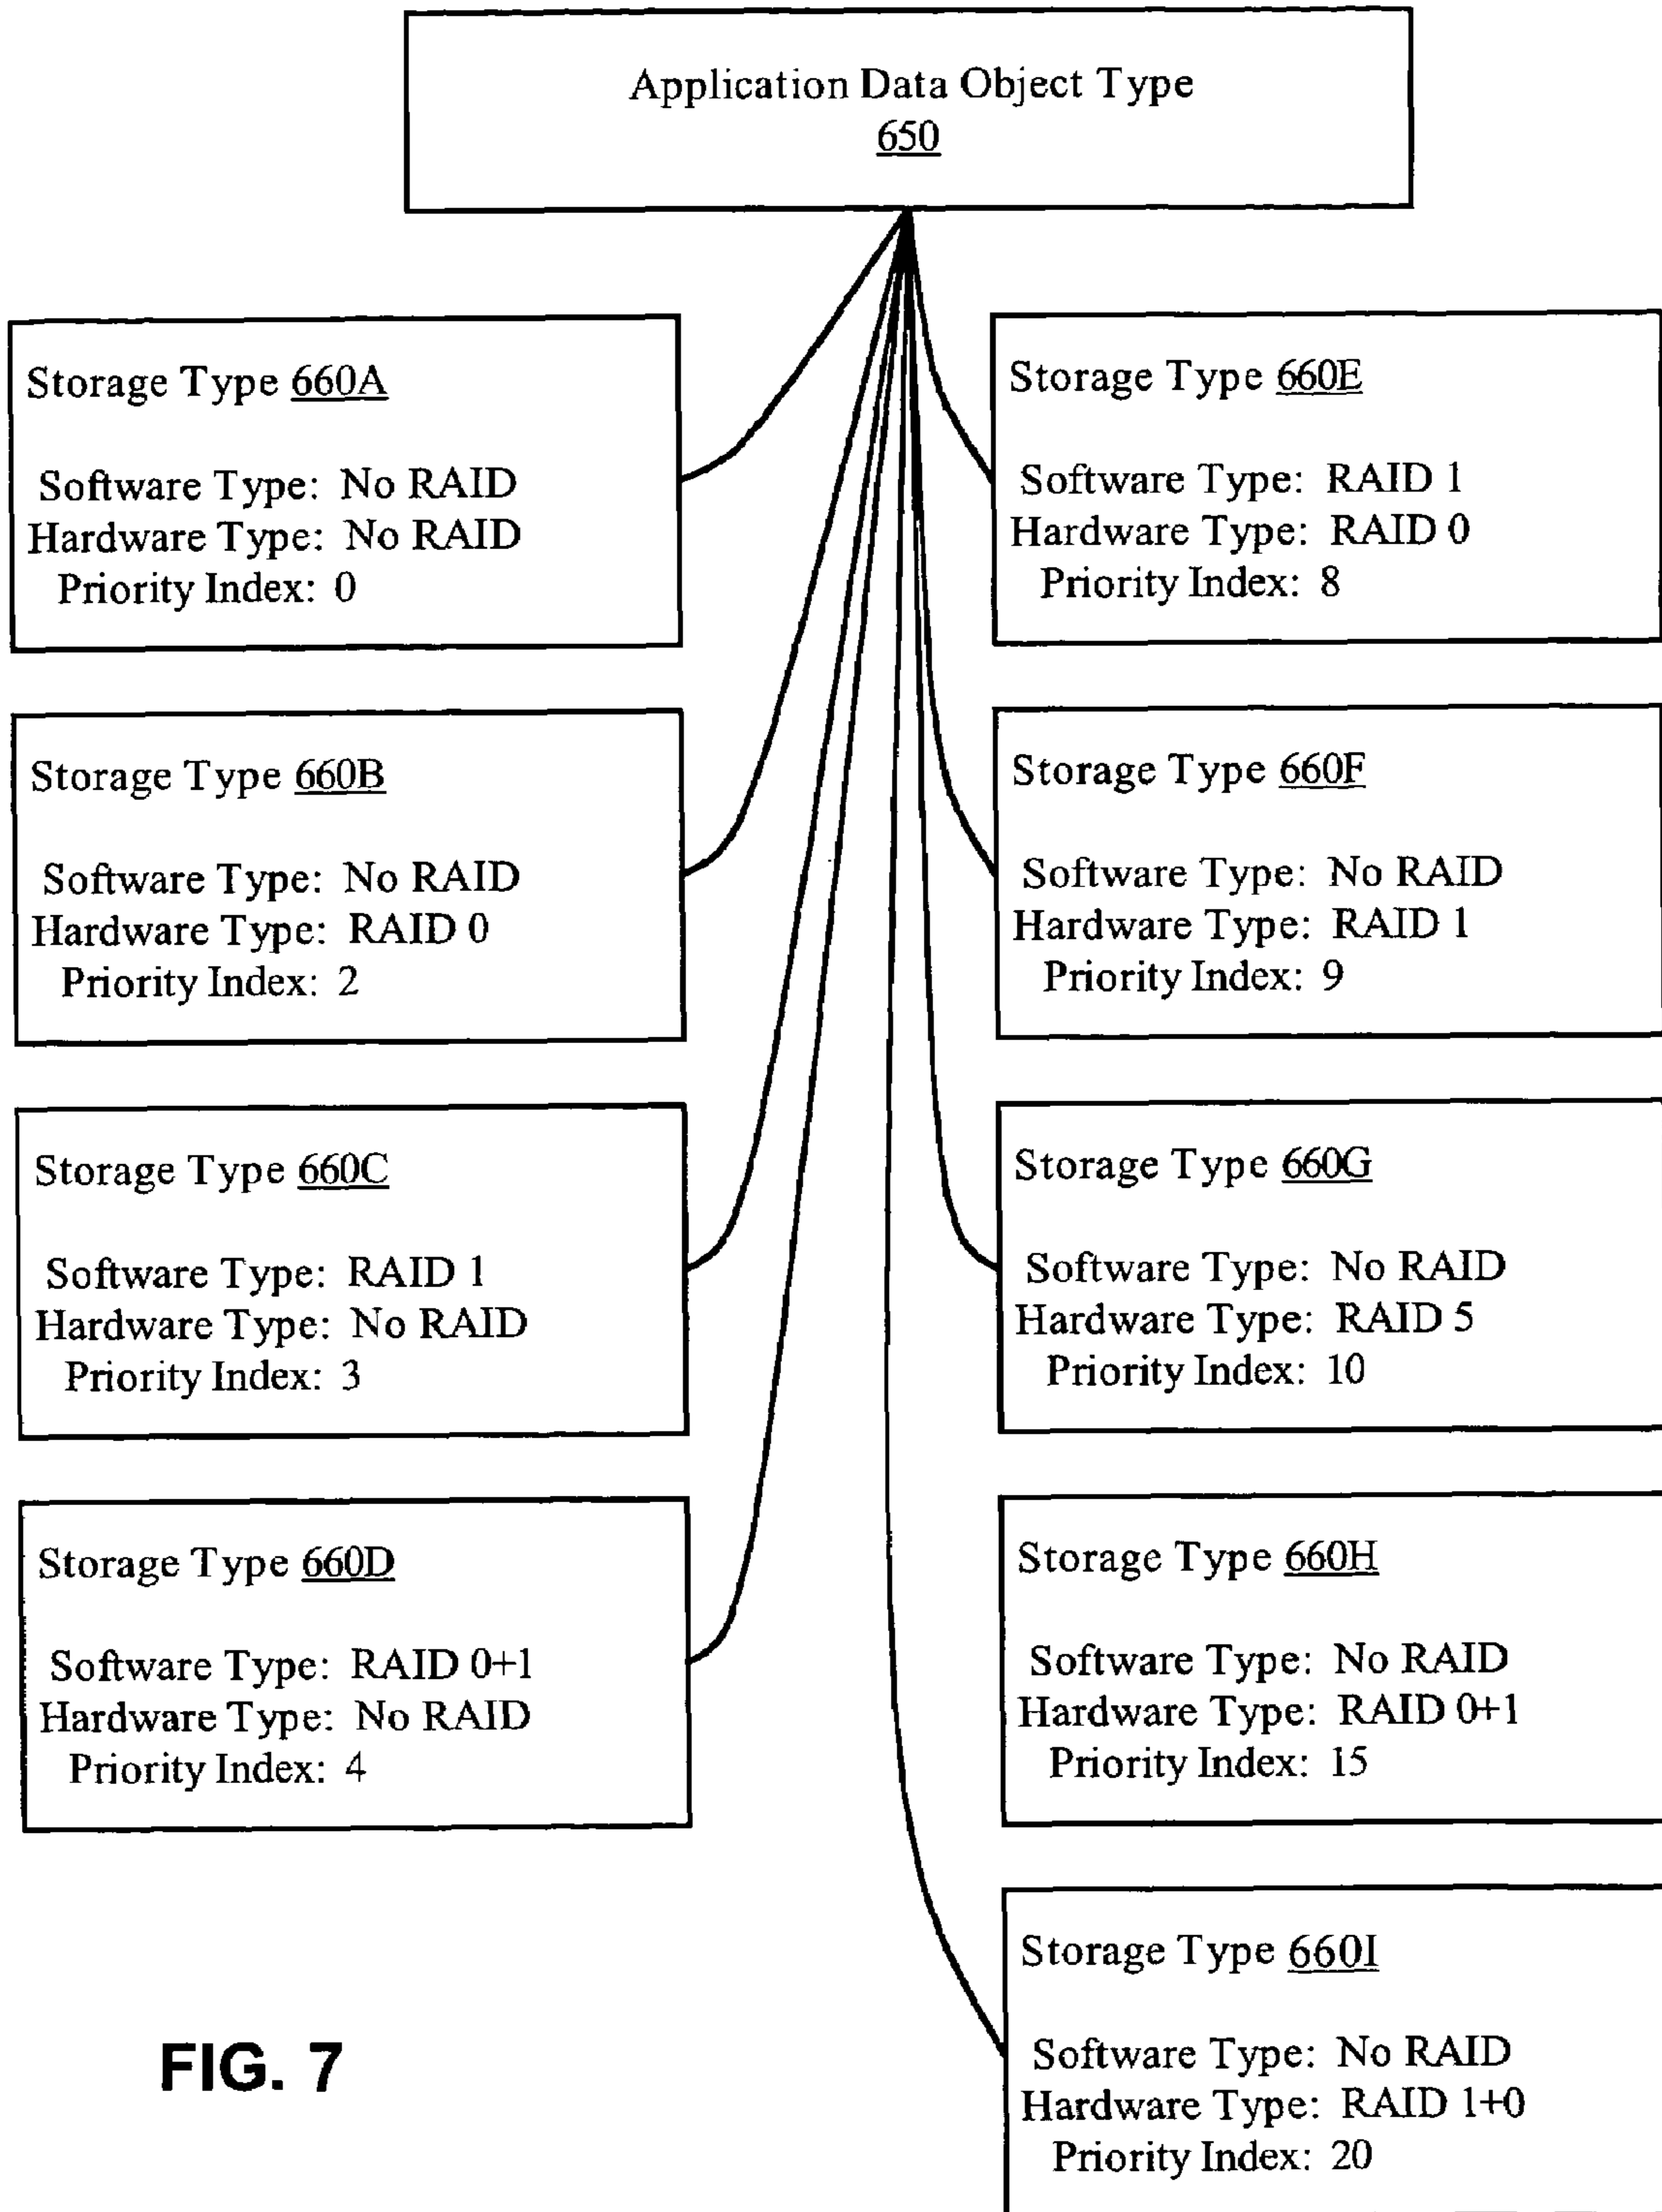 Application Data Object Type
650
Storage Type 660A
Software Type: No RAID
Hardware Type: No RAID
Priority Index: 0
Storage Type 660B
Software Type: No RAID
Hardware Type: RAID 0
Priority Index: 2
Storage Type 660C
Software Type: RAID 1
Hardware Type: No RAID
Priority Index: 3
Storage Type 660D
Software Type: RAID 0+1
Hardware Type: No RAID
Priority Index: 4
Storage Type 660E
Software Type: RAID 1
Hardware Type: RAID 0
Priority Index: 8
Storage Type 660F
Software Type: No RAID
Hardware Type: RAID 1
Priority Index: 9
Storage Type 660G
Software Type: No RAID
Hardware Type: RAID 5
Priority Index: 10
Storage Type 660H
Software Type: No RAID
Hardware Type: RAID 0+1
Priority Index: 15
Storage Type 660I
Software Type: No RAID
Hardware Type: RAID 1+0
Priority Index: 20
FIG. 7